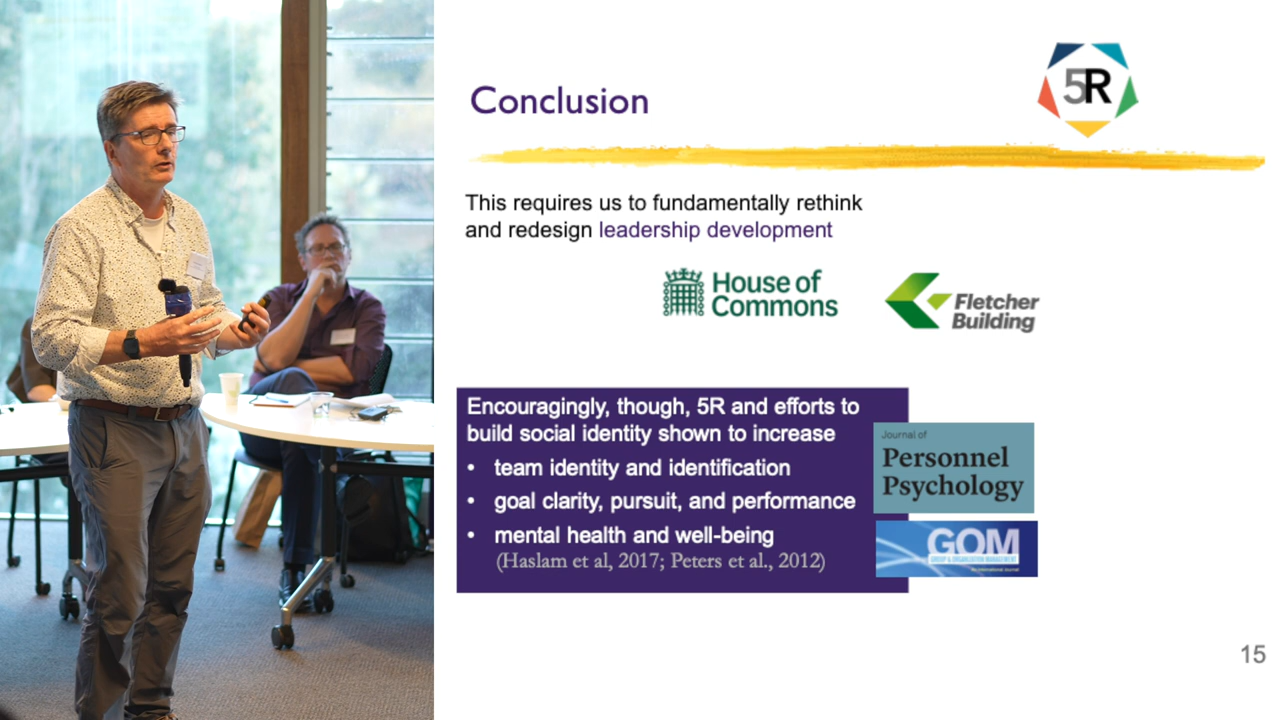 Conclusion
5R
This requires us to fundamentally rethink
and redesign leadership development
House of
Commons
Fletcher
Building
Encouragingly, though, 5R and efforts to
build social identity shown to increase
• team identity and identification
• goal clarity, pursuit, and performance
• mental health and well-being
(Haslam et al, 2017; Peters et al., 2012)
Journal of
Personnel
Psychology
GOM
GROUP & ORGANIZATION MANAGEMENT
15